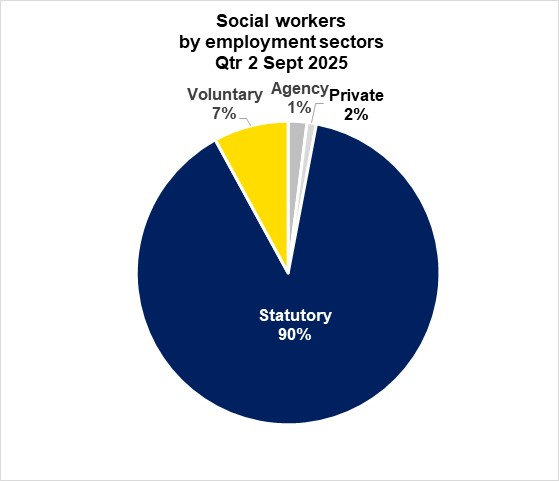 Social workers
by employment sectors
Qtr 2 Sept 2025
Voluntary
7%
Agency
1%
Private
2%
Statutory
90%